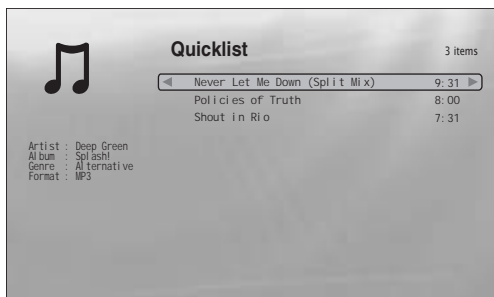 Quicklist
3 items
Never Let Me Down (Split Mix) 9:31
Policies of Truth 8:00
Shout in Rio 7:31
Artist : Deep Green
Album : Splash!
Genre : Alternative
Format : MP3